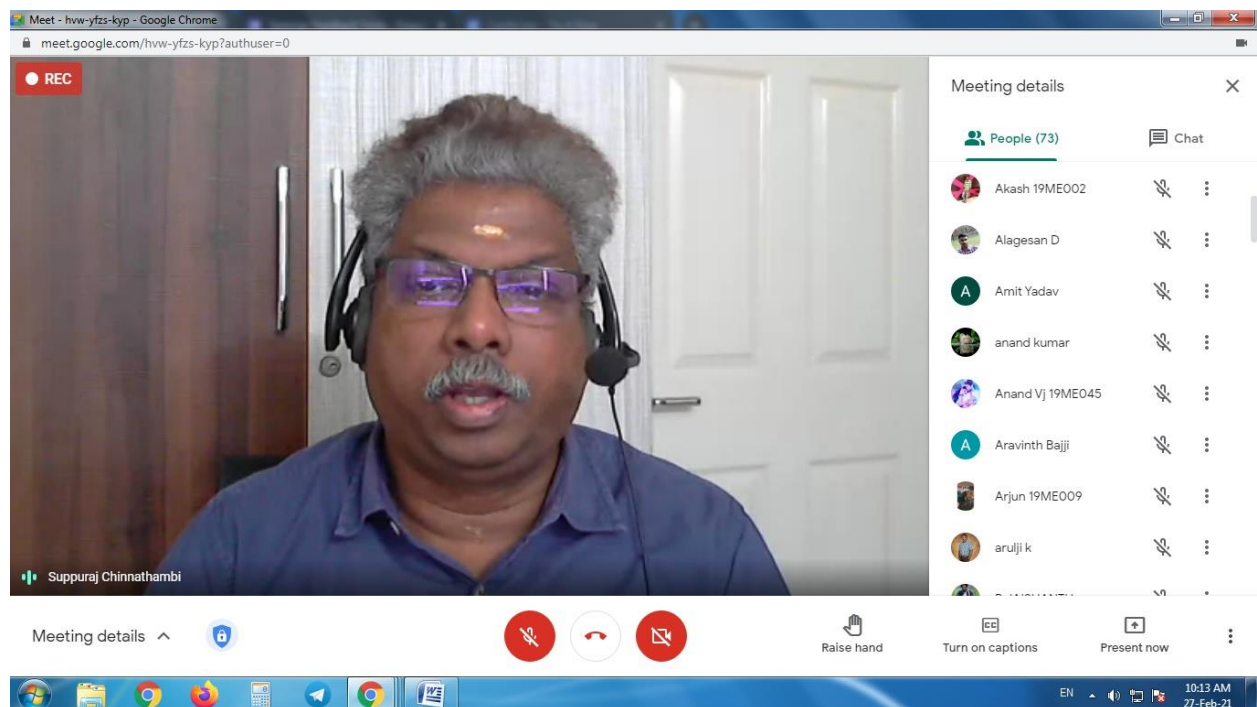 Meet - hvw-yfzs-kyp - Google Chrome
meet.google.com/hvw-yfzs-kyp?authuser=0
REC
Meeting details
People (73)
Chat
Akash 19ME002
Alagesan D
A
Amit Yadav
anand kumar
Anand Vj 19ME045
A
Aravinth Bajji
Arjun 19ME009
arulji k
Suppuraj Chinnathambi
Meeting details
Raise hand
CC
Turn on captions
Present now
EN
10:13 AM
27-Feb-21